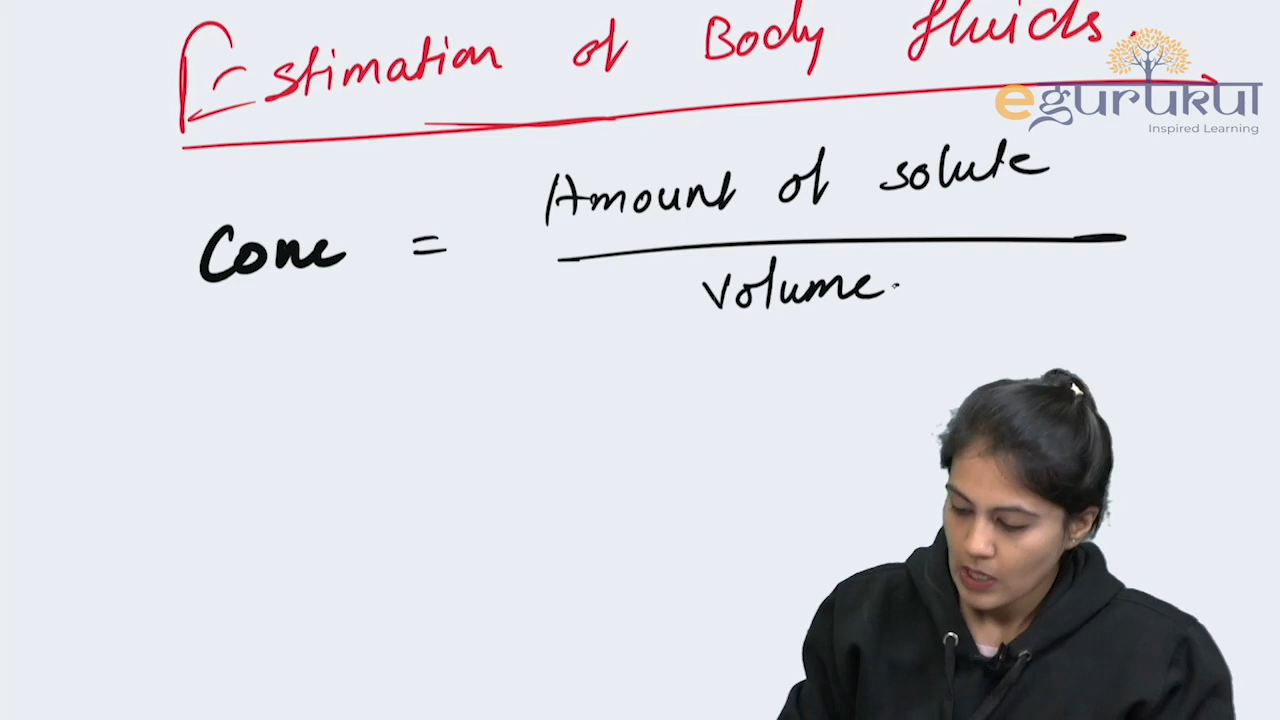 Estimation of Body fluids.
egurukul
Inspired Learning
Amount of solute
Conc =
volume.